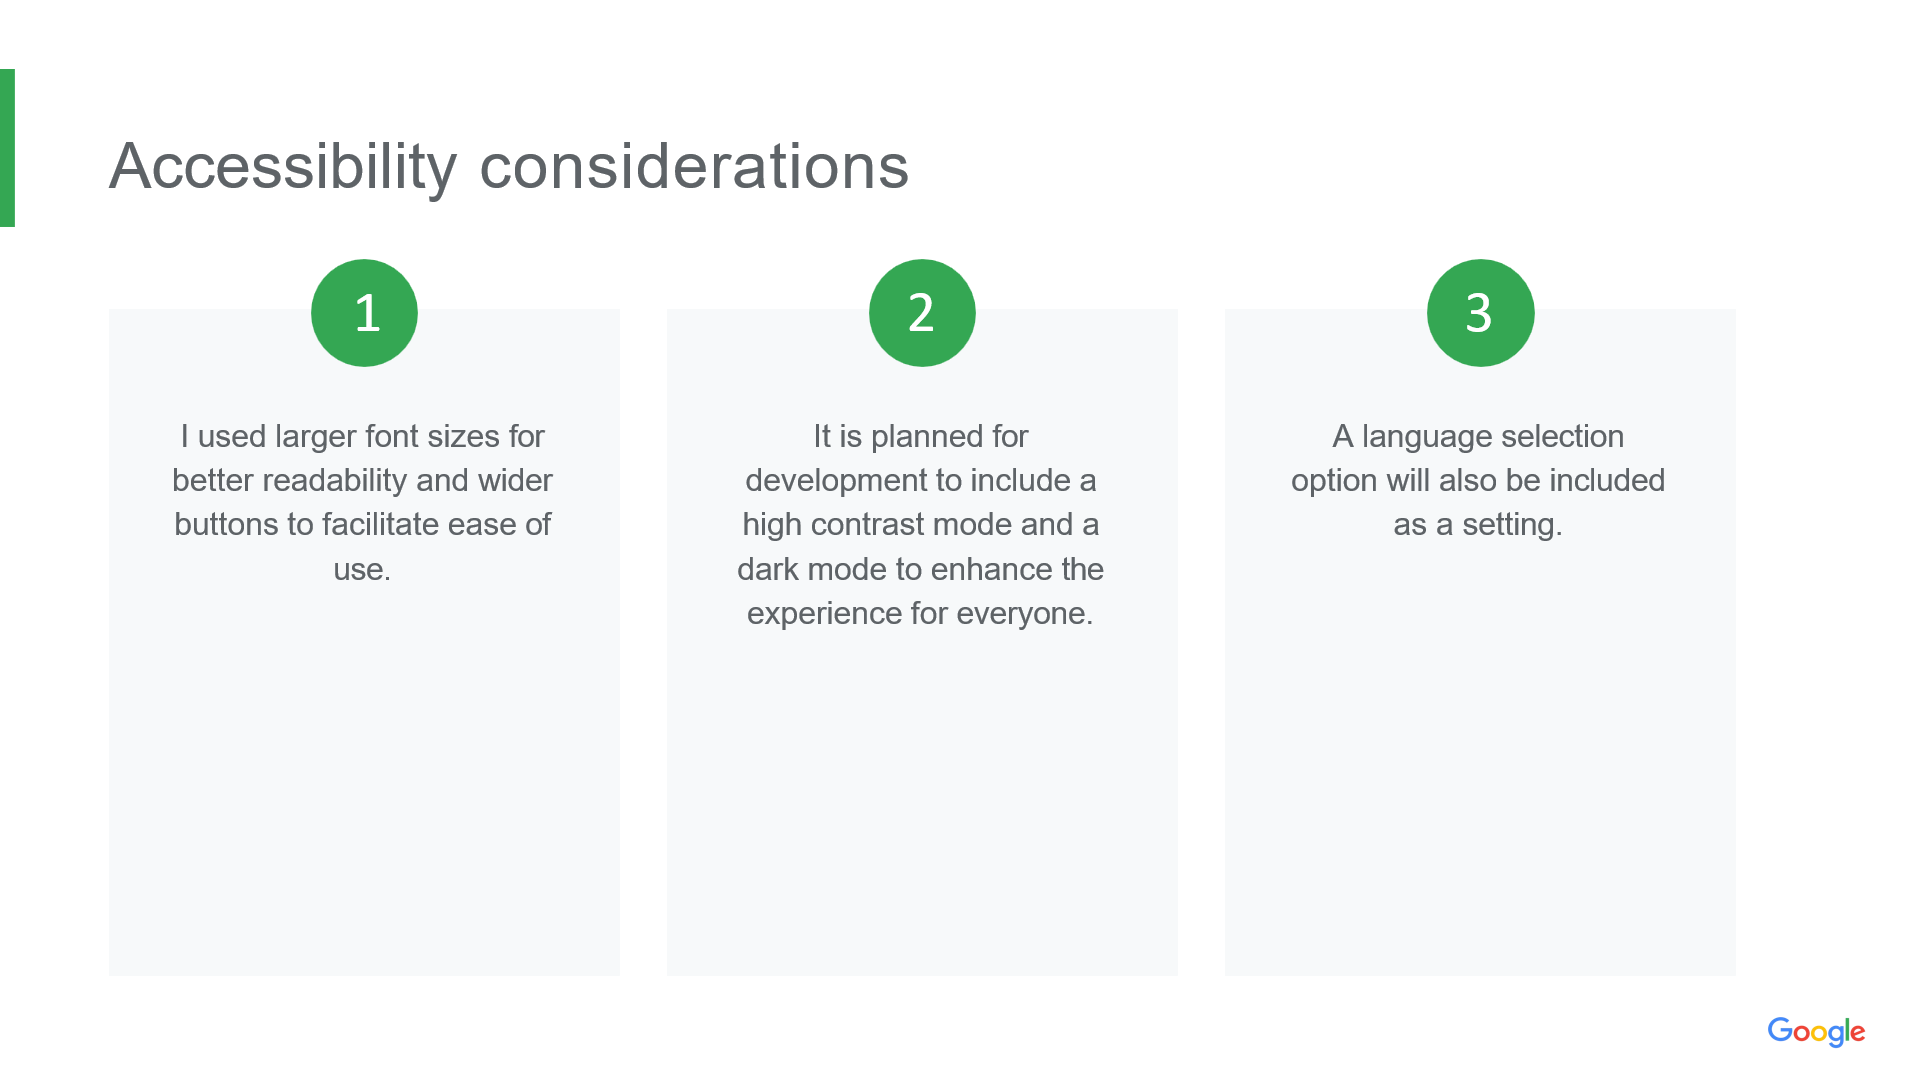 Accessibility considerations
1
I used larger font sizes for
better readability and wider
buttons to facilitate ease of
use.
2
It is planned for
development to include a
high contrast mode and a
dark mode to enhance the
experience for everyone.
3
A language selection
option will also be included
as a setting.
Google